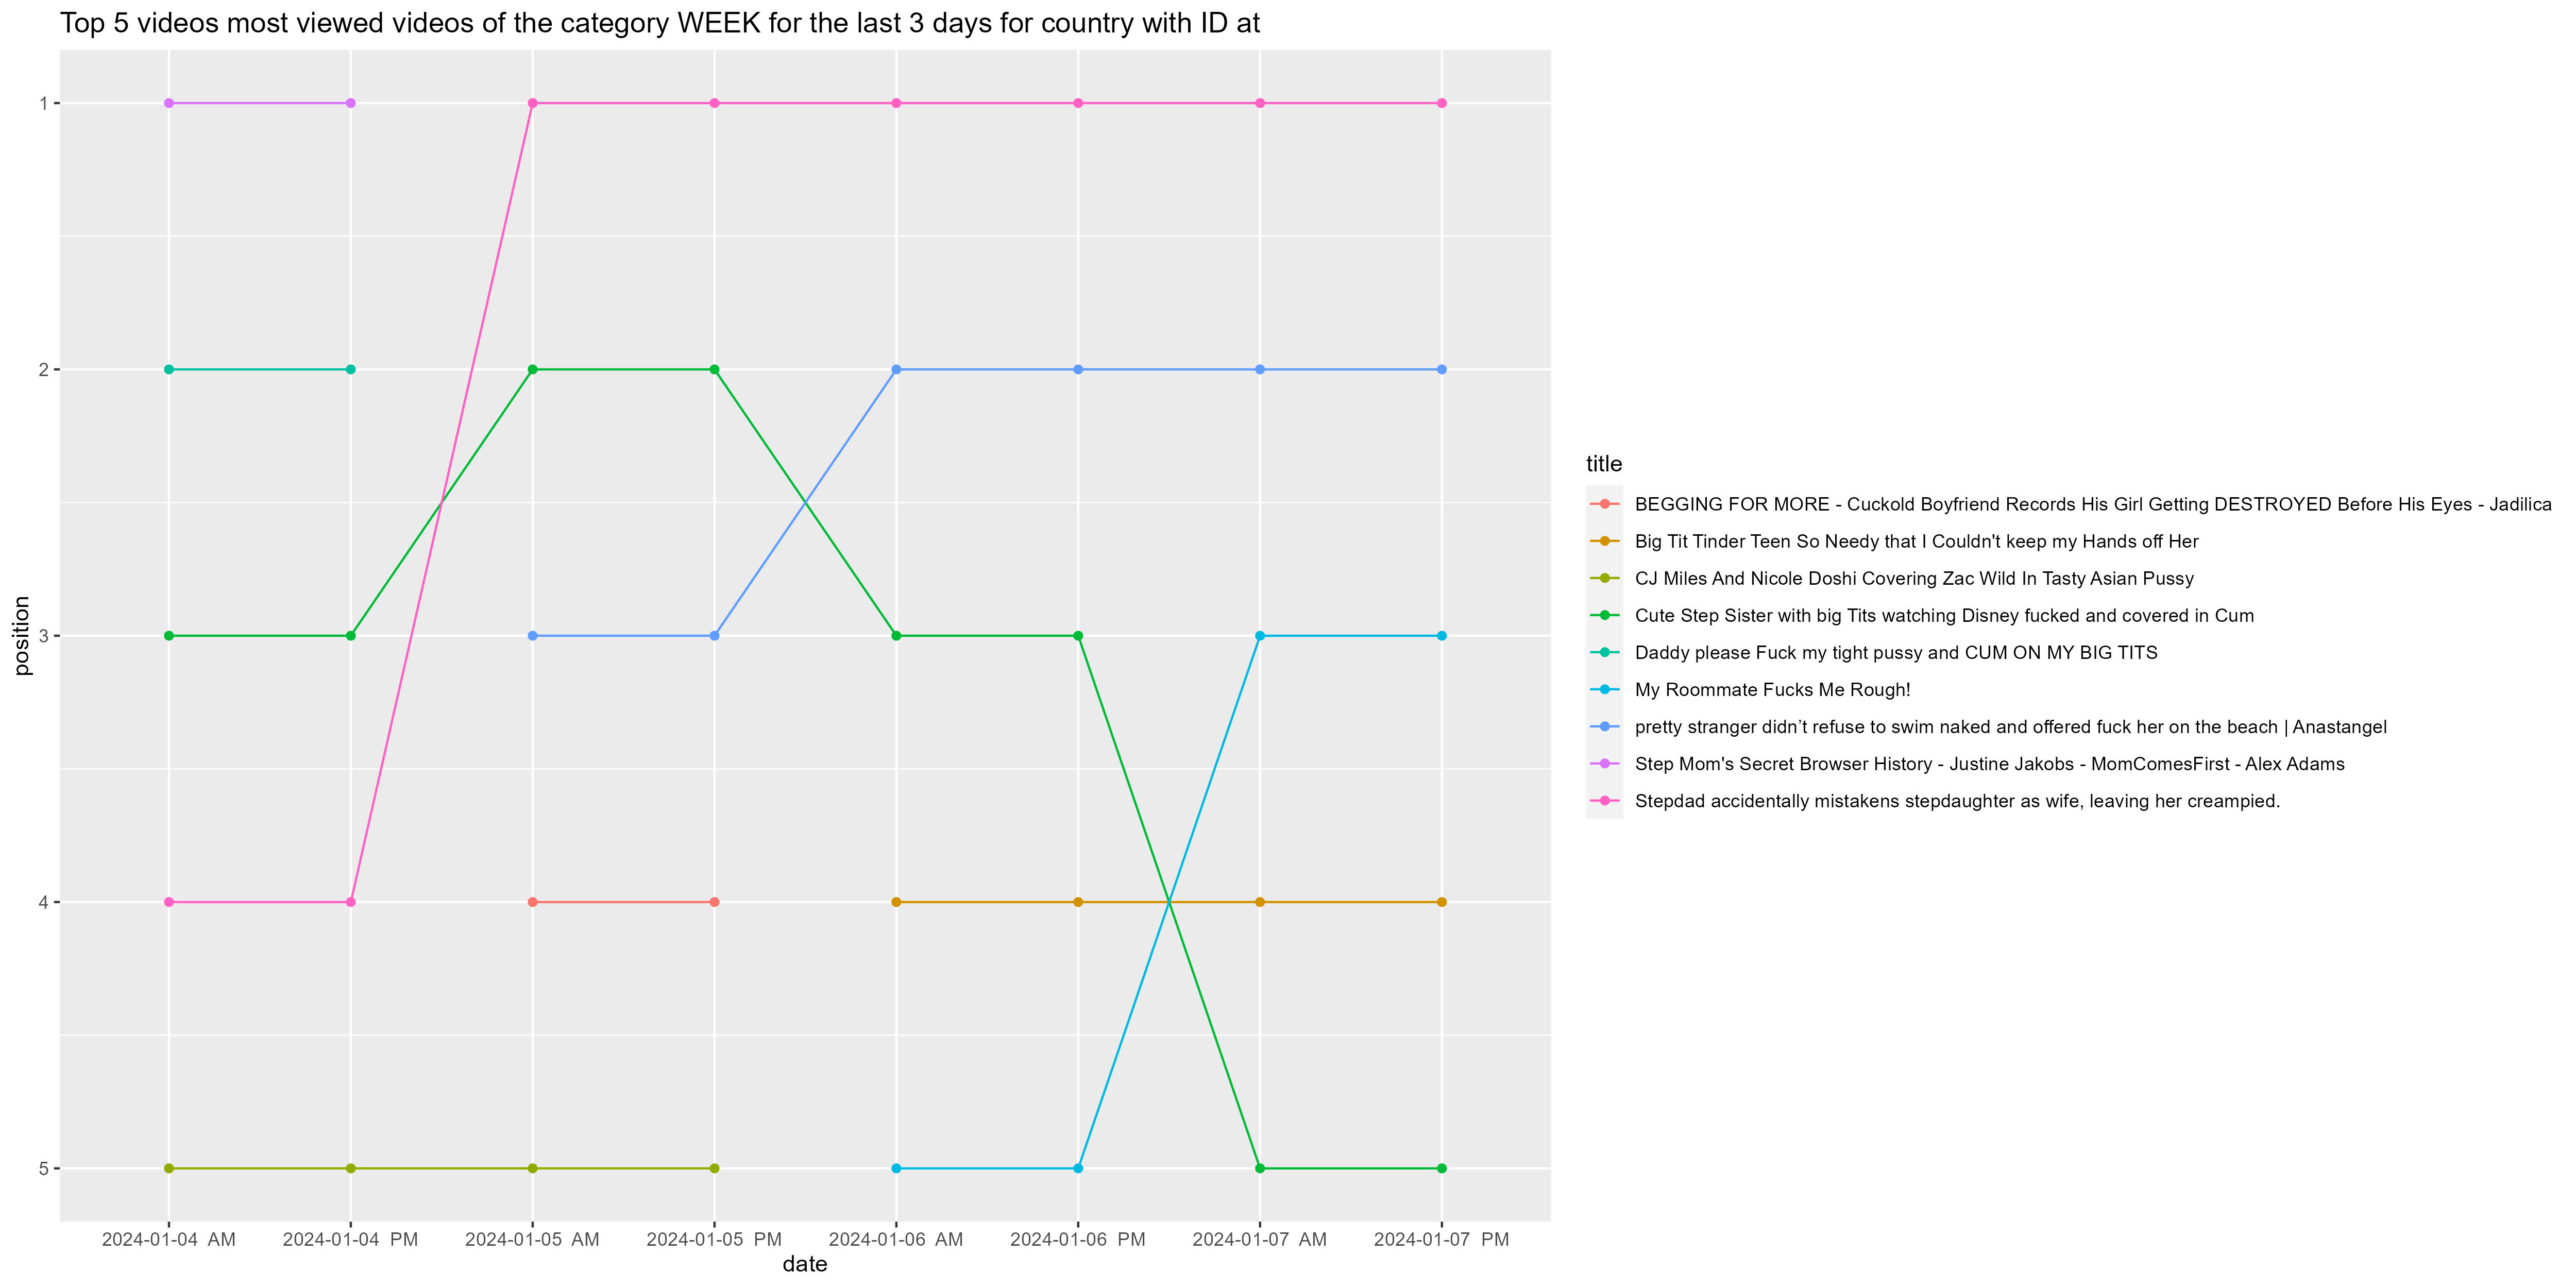 Top 5 videos most viewed videos of the category WEEK for the last 3 days for country with ID at
1
2
3
4
5
position
2024-01-04 AM
2024-01-04 PM
2024-01-05 AM
2024-01-05 PM
2024-01-06 AM
2024-01-06 PM
2024-01-07 AM
2024-01-07 PM
date
title
BEGGING FOR MORE - Cuckold Boyfriend Records His Girl Getting DESTROYED Before His Eyes - Jadilica
Big Tit Tinder Teen So Needy that I Couldn't keep my Hands off Her
CJ Miles And Nicole Doshi Covering Zac Wild In Tasty Asian Pussy
Cute Step Sister with big Tits watching Disney fucked and covered in Cum
Daddy please Fuck my tight pussy and CUM ON MY BIG TITS
My Roommate Fucks Me Rough!
pretty stranger didn’t refuse to swim naked and offered fuck her on the beach | Anastangel
Step Mom's Secret Browser History - Justine Jakobs - MomComesFirst - Alex Adams
Stepdad accidentally mistakens stepdaughter as wife, leaving her creampied.